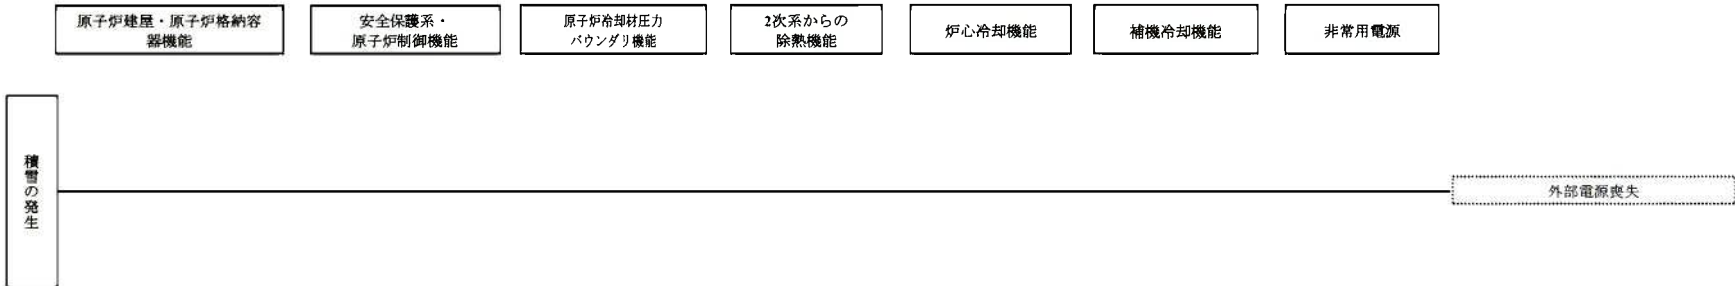 原子炉建屋・原子炉格納容
器機能
安全保護系・
原子炉制御機能
原子炉冷却材圧力
バウンダリ機能
2次系からの
除熱機能
炉心冷却機能
補機冷却機能
非常用電源
積雪の発生
外部電源喪失